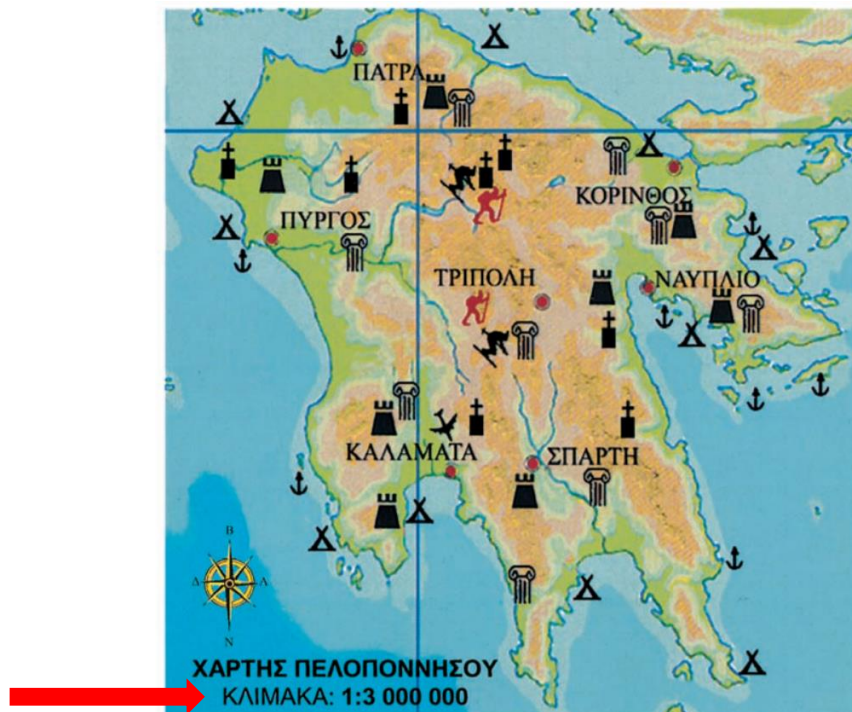 ΠΑΤΡΑ
ΚΟΡΙΝΘΟΣ
ΠΥΡΓΟΣ
ΤΡΙΠΟΛΗ
ΝΑΥΠΛΙΟ
ΚΑΛΑΜΑΤΑ
ΣΠΑΡΤΗ
Β
Δ Α
Ν
ΧΑΡΤΗΣ ΠΕΛΟΠΟΝΝΗΣΟΥ
ΚΛΙΜΑΚΑ: 1:3 000 000